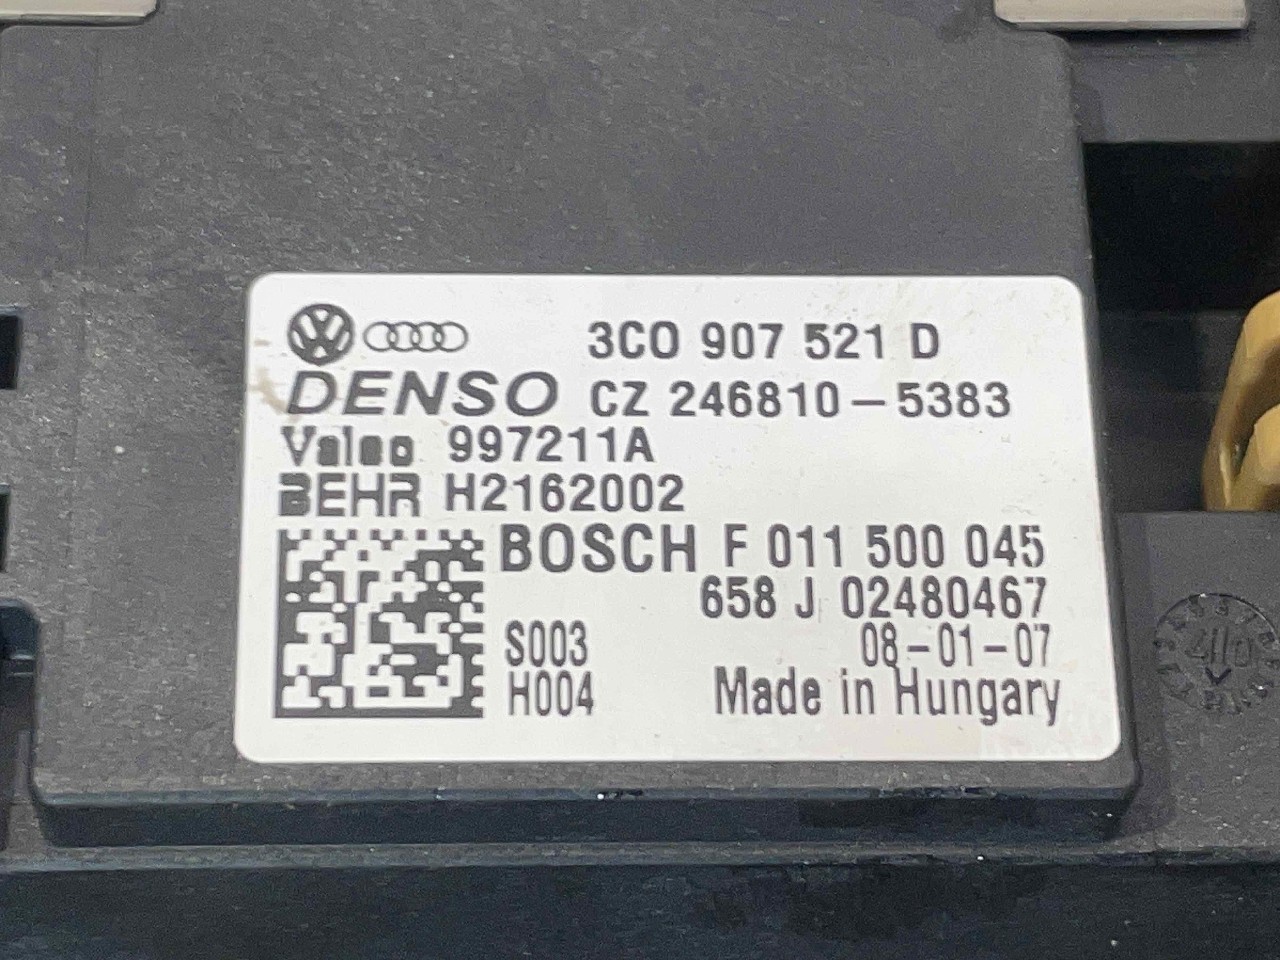 3C0 907 521 D
DENSO CZ 246810-5383
Valeo 997211A
BEHR H2162002
BOSCH F 011 500 045
658 J 02480467
S003 08-01-07
H004 Made in Hungary